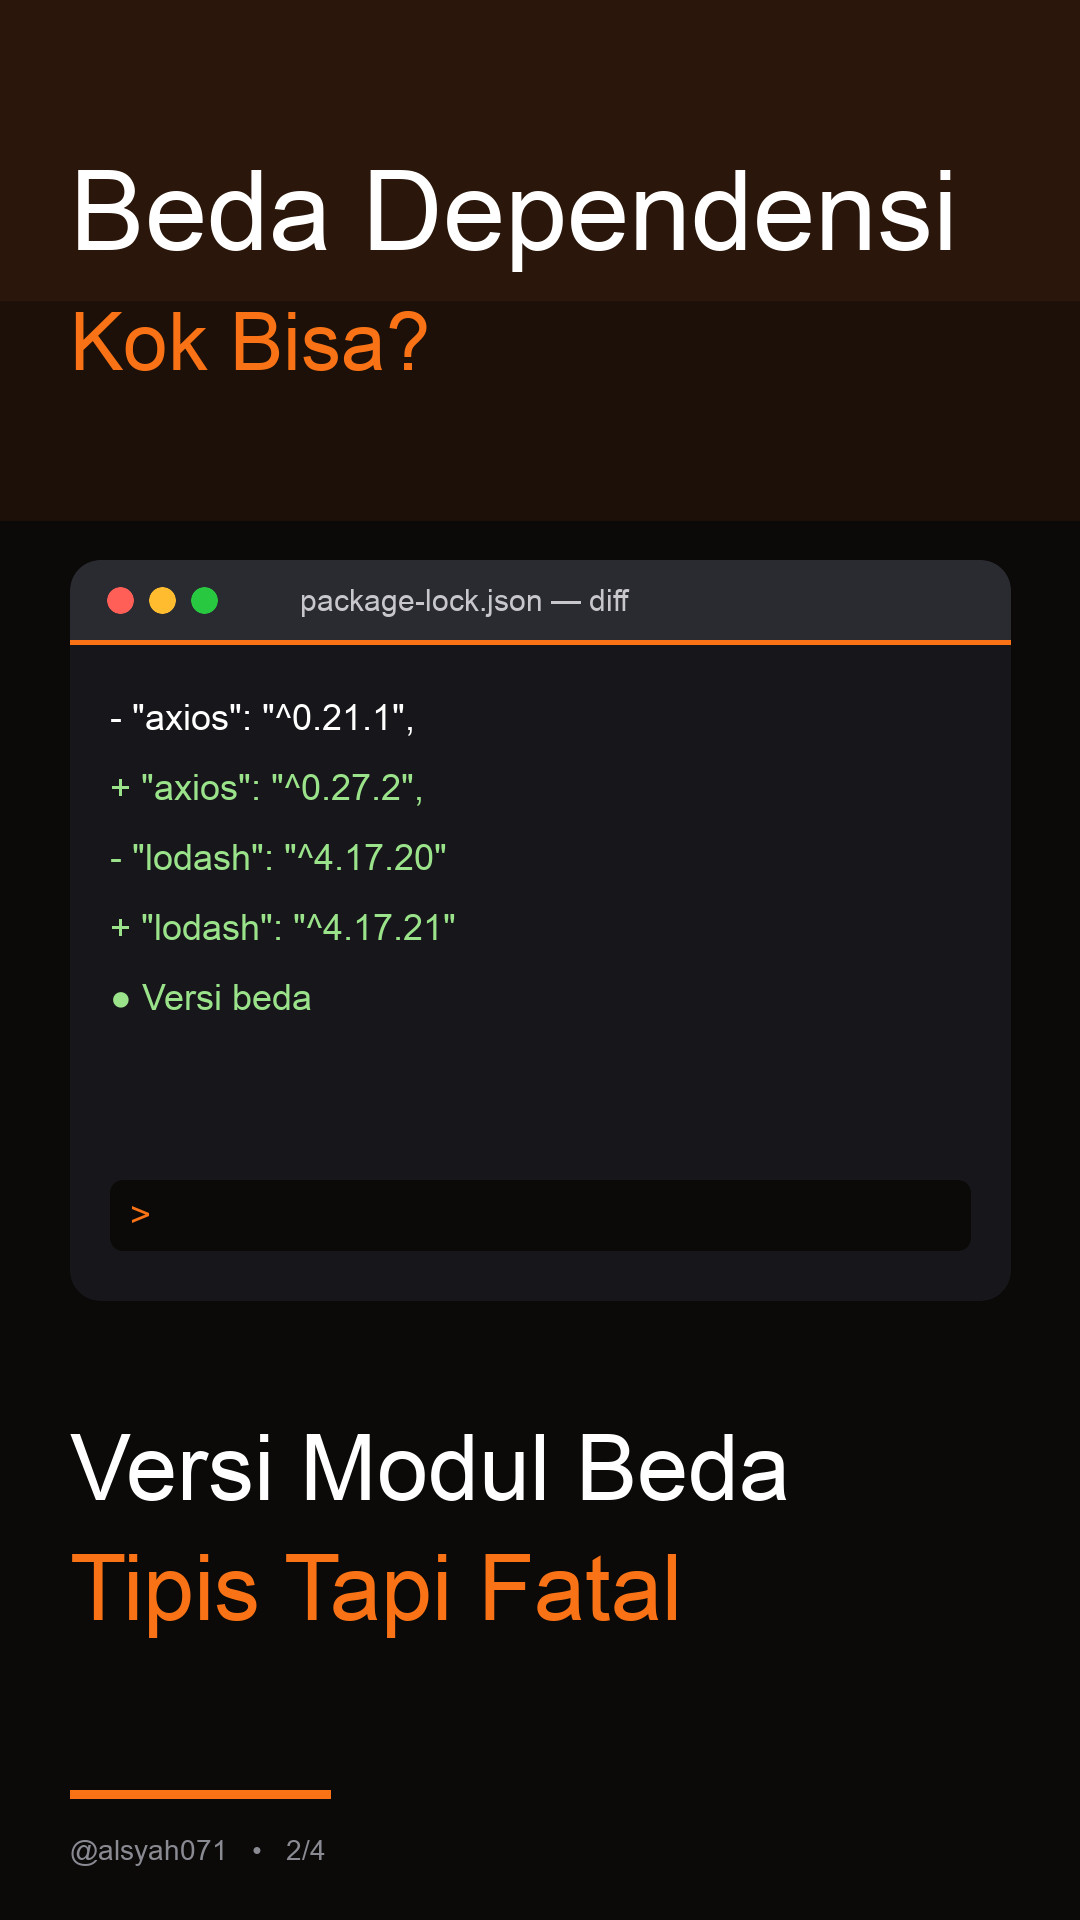 Beda Dependensi
Kok Bisa?
package-lock.json — diff
- "axios": "^0.21.1",
+ "axios": "^0.27.2",
- "lodash": "^4.17.20"
+ "lodash": "^4.17.21"
● Versi beda
>
Versi Modul Beda
Tipis Tapi Fatal
@alsyah071 • 2/4